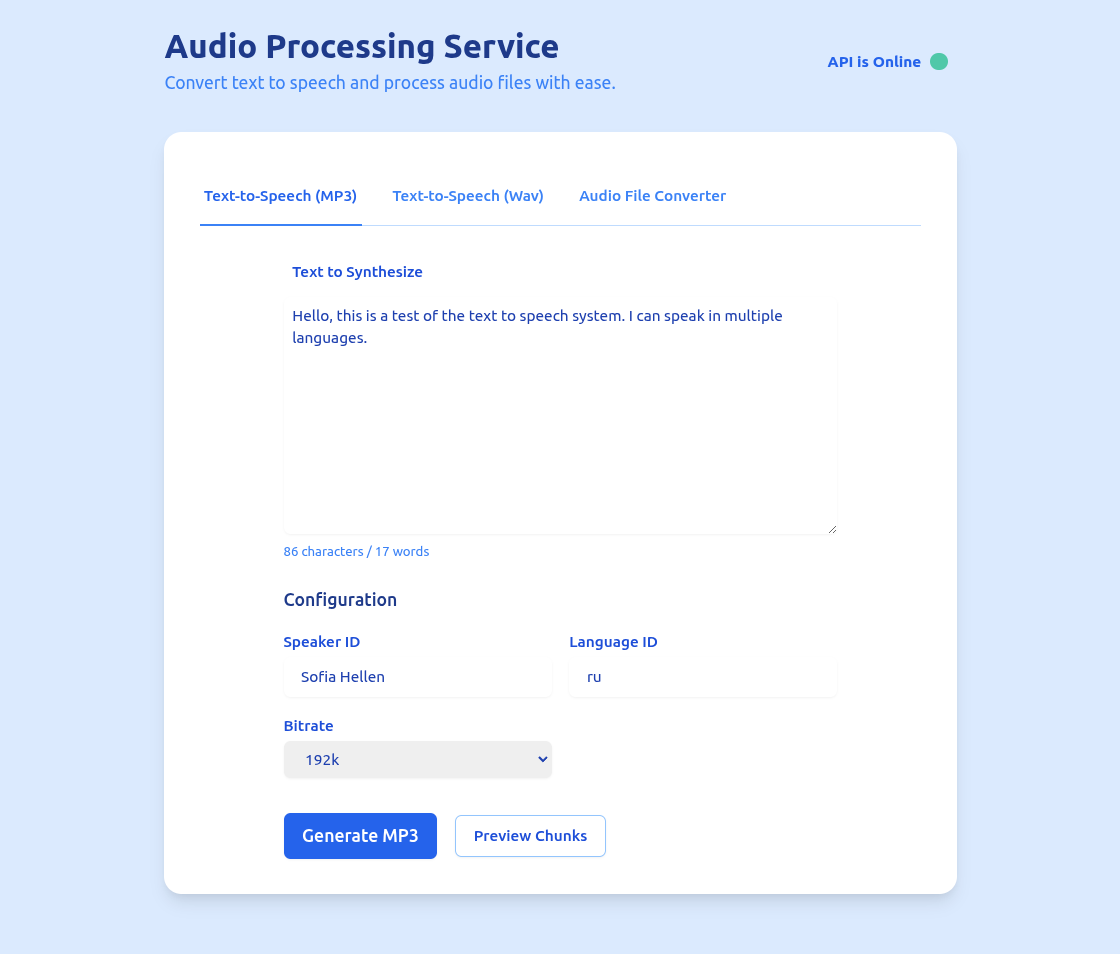 Audio Processing Service
Convert text to speech and process audio files with ease.
API is Online
Text-to-Speech (MP3)
Text-to-Speech (Wav)
Audio File Converter
Text to Synthesize
Hello, this is a test of the text to speech system. I can speak in multiple
languages.
86 characters / 17 words
Configuration
Speaker ID
Language ID
Sofia Hellen
ru
Bitrate
192k
Generate MP3
Preview Chunks